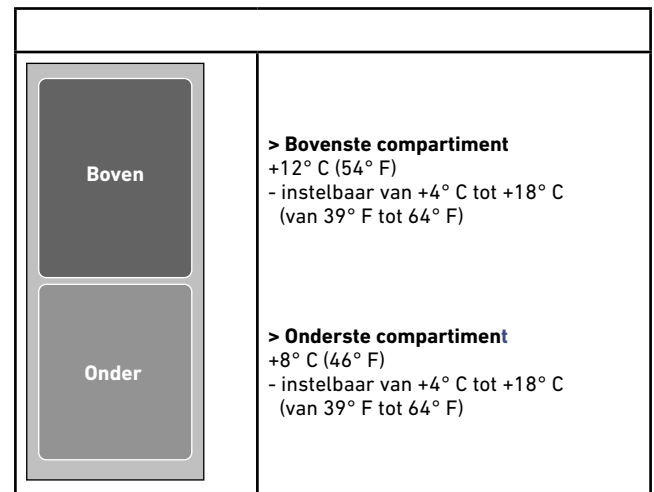 Boven
> Bovenste compartiment
+12° C (54° F)
- instelbaar van +4° C tot +18° C
(van 39° F tot 64° F)
Onder
> Onderste compartiment
+8° C (46° F)
- instelbaar van +4° C tot +18° C
(van 39° F tot 64° F)